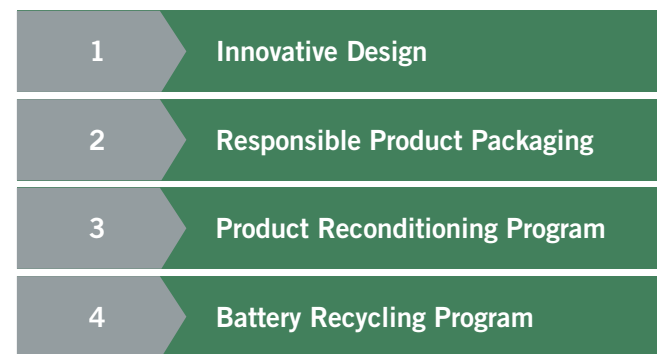 1 Innovative Design
2 Responsible Product Packaging
3 Product Reconditioning Program
4 Battery Recycling Program